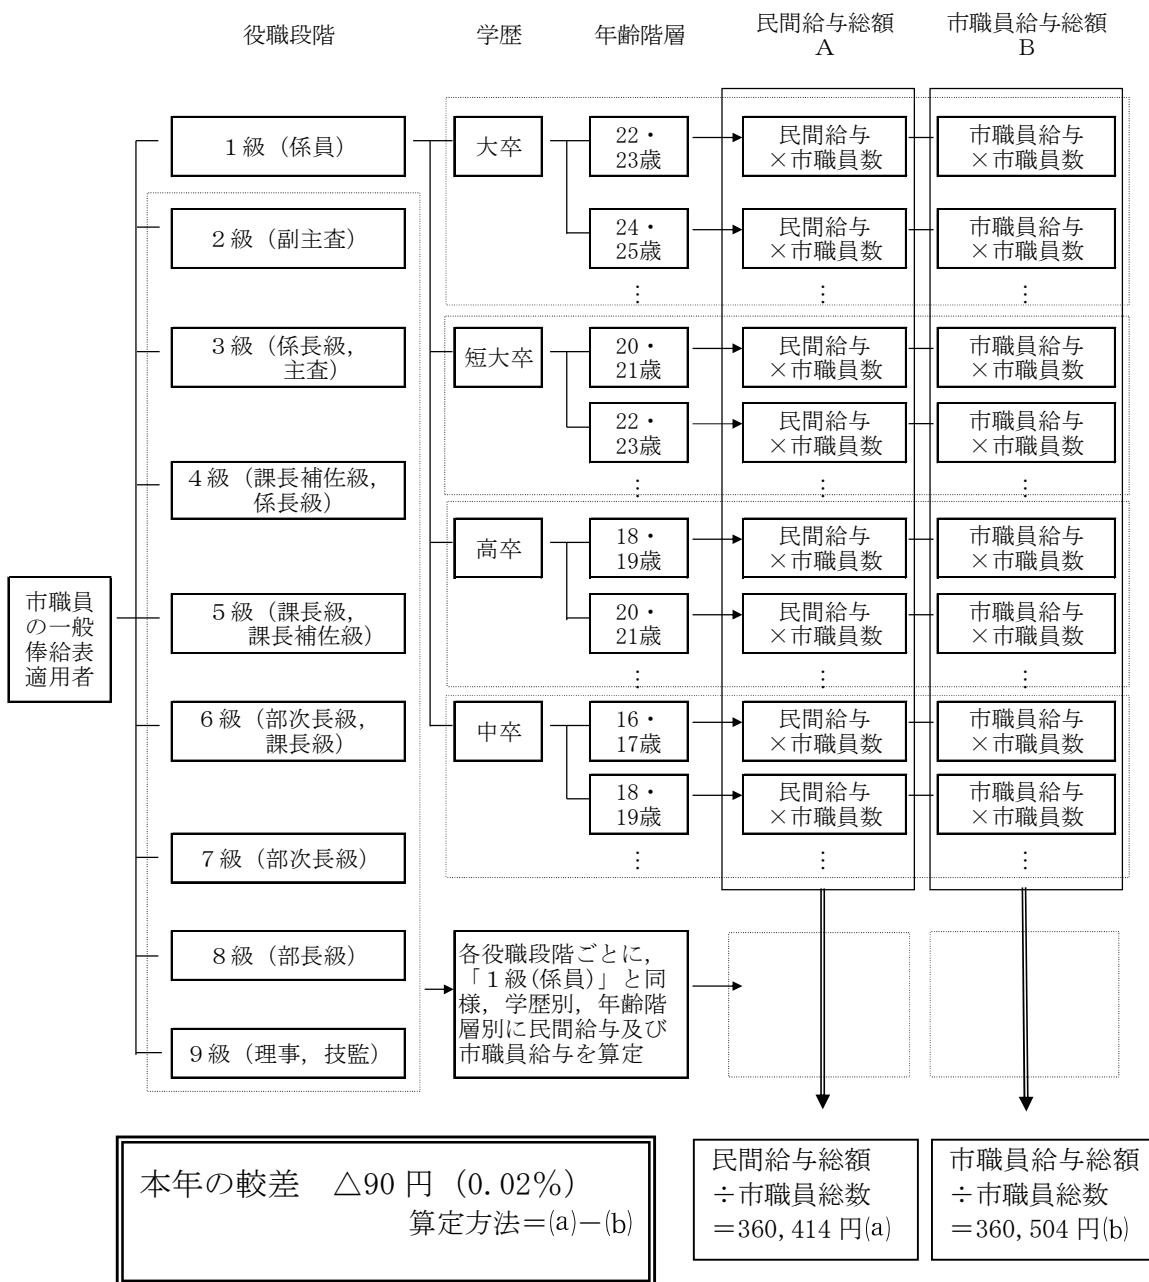 役職段階
学歴
年齢階層
民間給与総額
A
市職員給与総額
B
市職員
の一般
俸給表
適用者
１級（係員）
２級（副主査）
３級（係長級，
主査）
４級（課長補佐級，
係長級）
５級（課長級，
課長補佐級）
６級（部次長級，
課長級）
７級（部次長級）
８級（部長級）
９級（理事，技監）
大卒
22・
23歳
民間給与
×市職員数
市職員給与
×市職員数
24・
25歳
民間給与
×市職員数
市職員給与
×市職員数
⋮
⋮
⋮
短大卒
20・
21歳
民間給与
×市職員数
市職員給与
×市職員数
22・
23歳
民間給与
×市職員数
市職員給与
×市職員数
⋮
⋮
⋮
高卒
18・
19歳
民間給与
×市職員数
市職員給与
×市職員数
20・
21歳
民間給与
×市職員数
市職員給与
×市職員数
⋮
⋮
⋮
中卒
16・
17歳
民間給与
×市職員数
市職員給与
×市職員数
18・
19歳
民間給与
×市職員数
市職員給与
×市職員数
⋮
⋮
⋮
各役職段階ごとに，
「１級(係員)」と同
様，学歴別，年齢階
層別に民間給与及び
市職員給与を算定
本年の較差　△90 円（0.02％）
算定方法＝(a)－(b)
民間給与総額
÷市職員総数
＝360,414 円(a)
市職員給与総額
÷市職員総数
＝360,504 円(b)